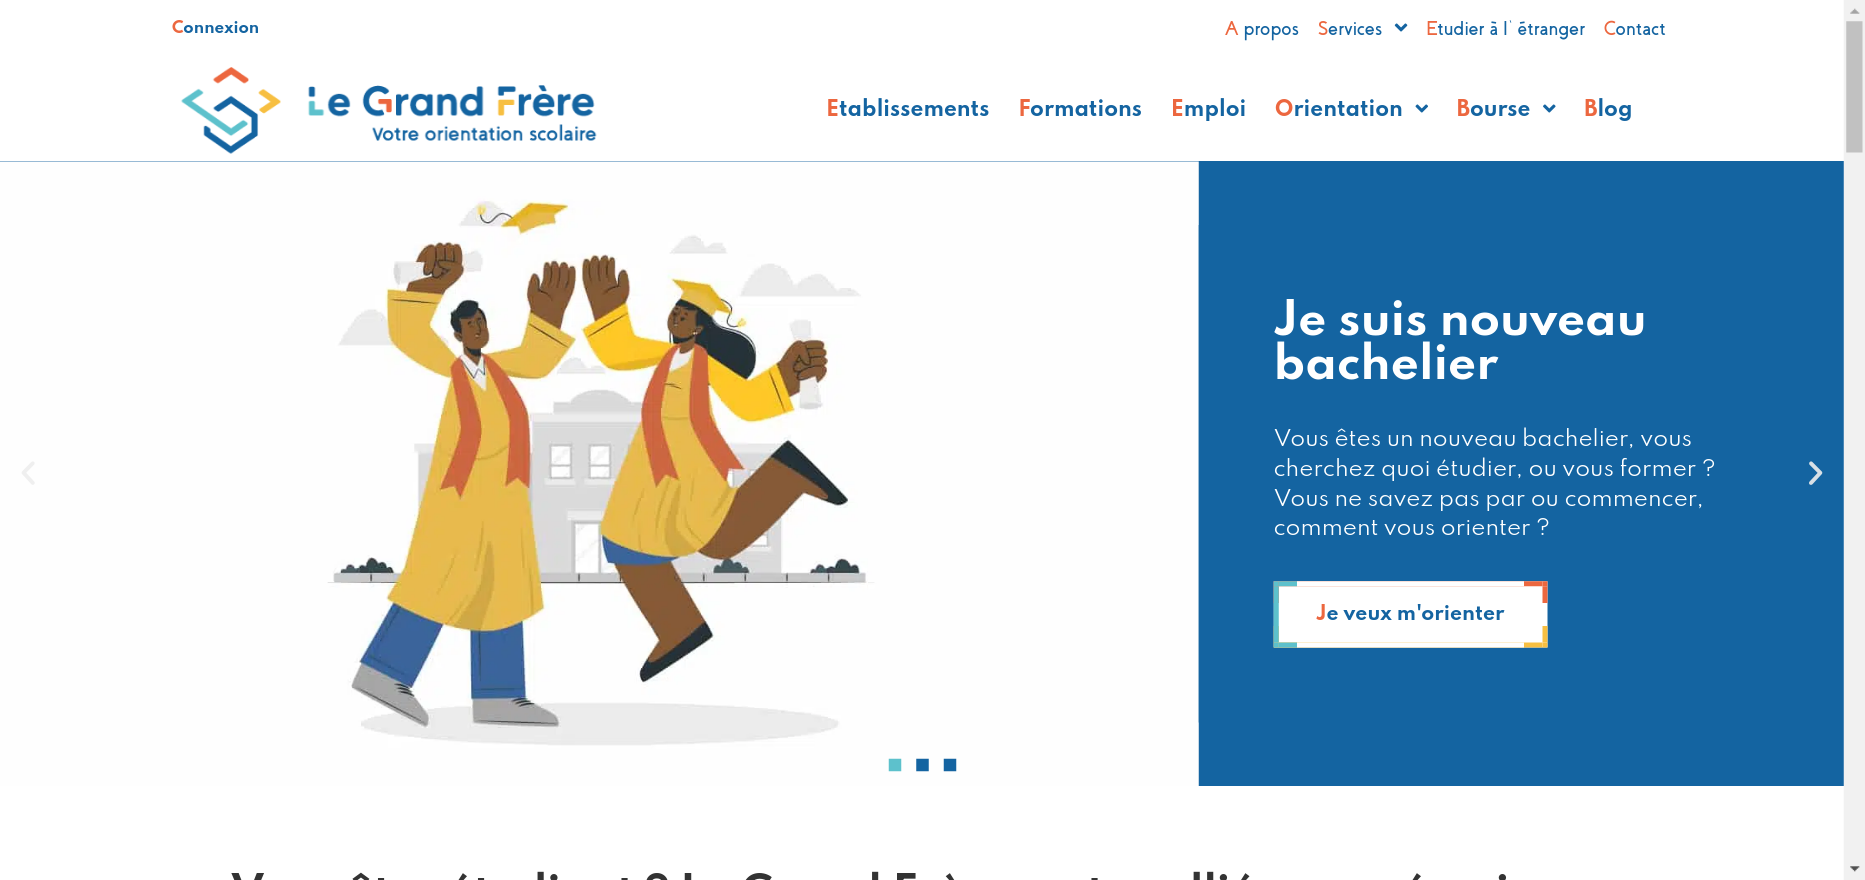 Connexion
A propos
Services
Etudier à l' étranger
Contact
Le Grand Frère
Votre orientation scolaire
Etablissements
Formations
Emploi
Orientation
Bourse
Blog
Je suis nouveau
bachelier
Vous êtes un nouveau bachelier, vous
cherchez quoi étudier, ou vous former ?
Vous ne savez pas par ou commencer,
comment vous orienter ?
Je veux m'orienter